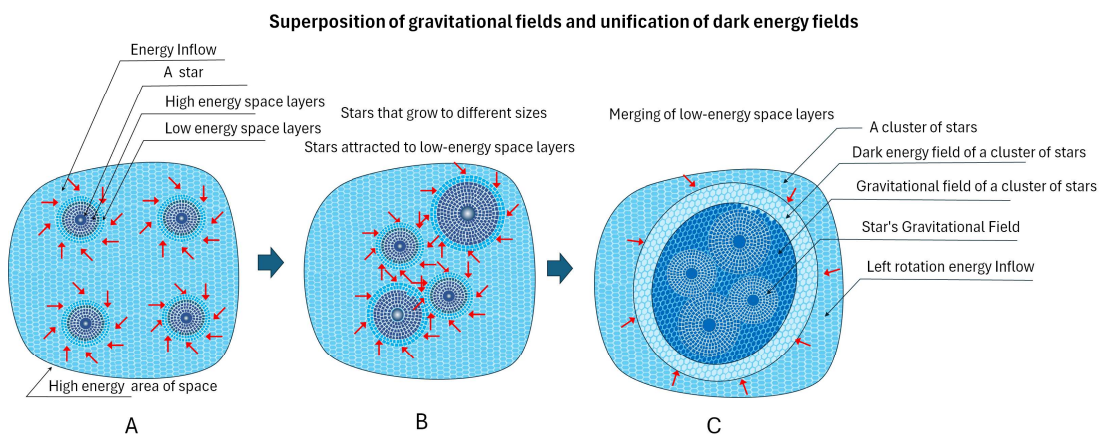 Superposition of gravitational fields and unification of dark energy fields
Energy Inflow
A star
High energy space layers
Low energy space layers
High energy area of space
A
Stars that grow to different sizes
Stars attracted to low-energy space layers
B
Merging of low-energy space layers
A cluster of stars
Dark energy field of a cluster of stars
Gravitational field of a cluster of stars
Star's Gravitational Field
Left rotation energy Inflow
C